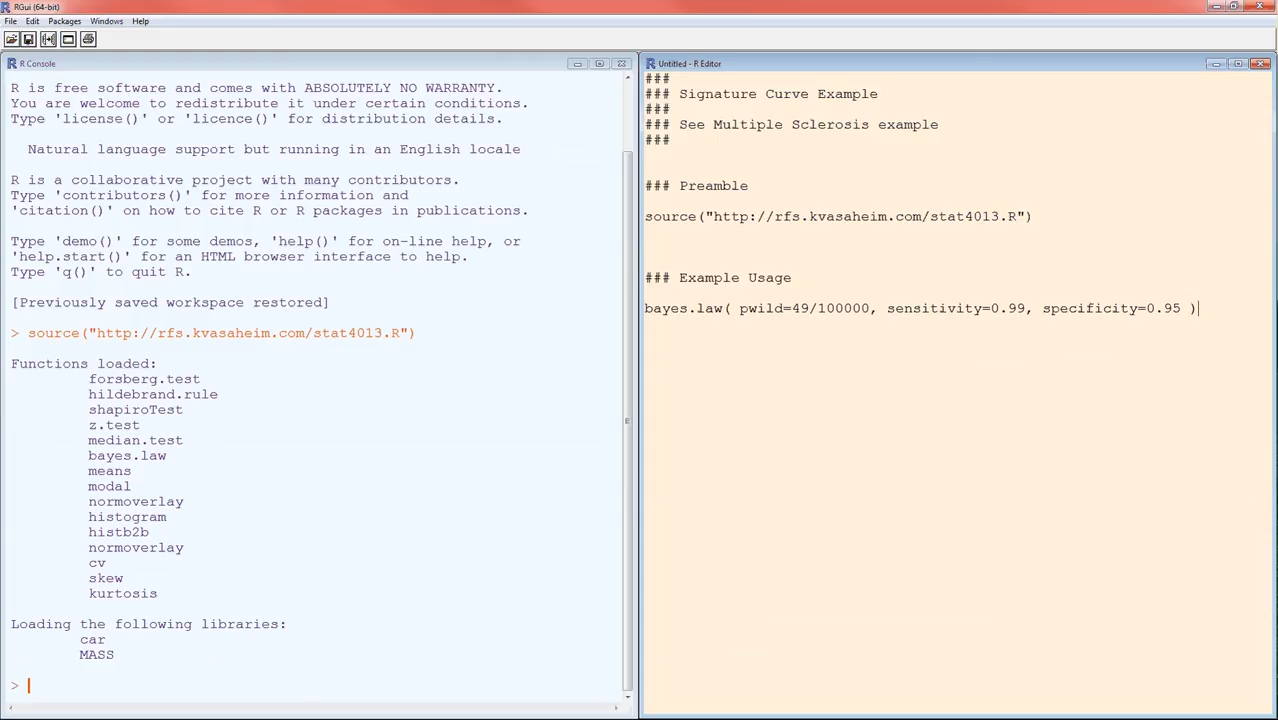 RGui (64-bit)
File Edit Packages Windows Help
R Console
R is free software and comes with ABSOLUTELY NO WARRANTY.
You are welcome to redistribute it under certain conditions.
Type 'license()' or 'licence()' for distribution details.
Natural language support but running in an English locale
R is a collaborative project with many contributors.
Type 'contributors()' for more information and
'citation()' on how to cite R or R packages in publications.
Type 'demo()' for some demos, 'help()' for on-line help, or
'help.start()' for an HTML browser interface to help.
Type 'q()' to quit R.
[Previously saved workspace restored]
> source("http://rfs.kvasaheim.com/stat4013.R")
Functions loaded:
forsberg.test
hildebrand.rule
shapiroTest
z.test
median.test
bayes.law
means
modal
normoverlay
histogram
histb2b
normoverlay
cv
skew
kurtosis
Loading the following libraries:
car
MASS
>
Untitled - R Editor
###
### Signature Curve Example
###
### See Multiple Sclerosis example
###
### Preamble
source("http://rfs.kvasaheim.com/stat4013.R")
### Example Usage
bayes.law( pwild=49/100000, sensitivity=0.99, specificity=0.95 )